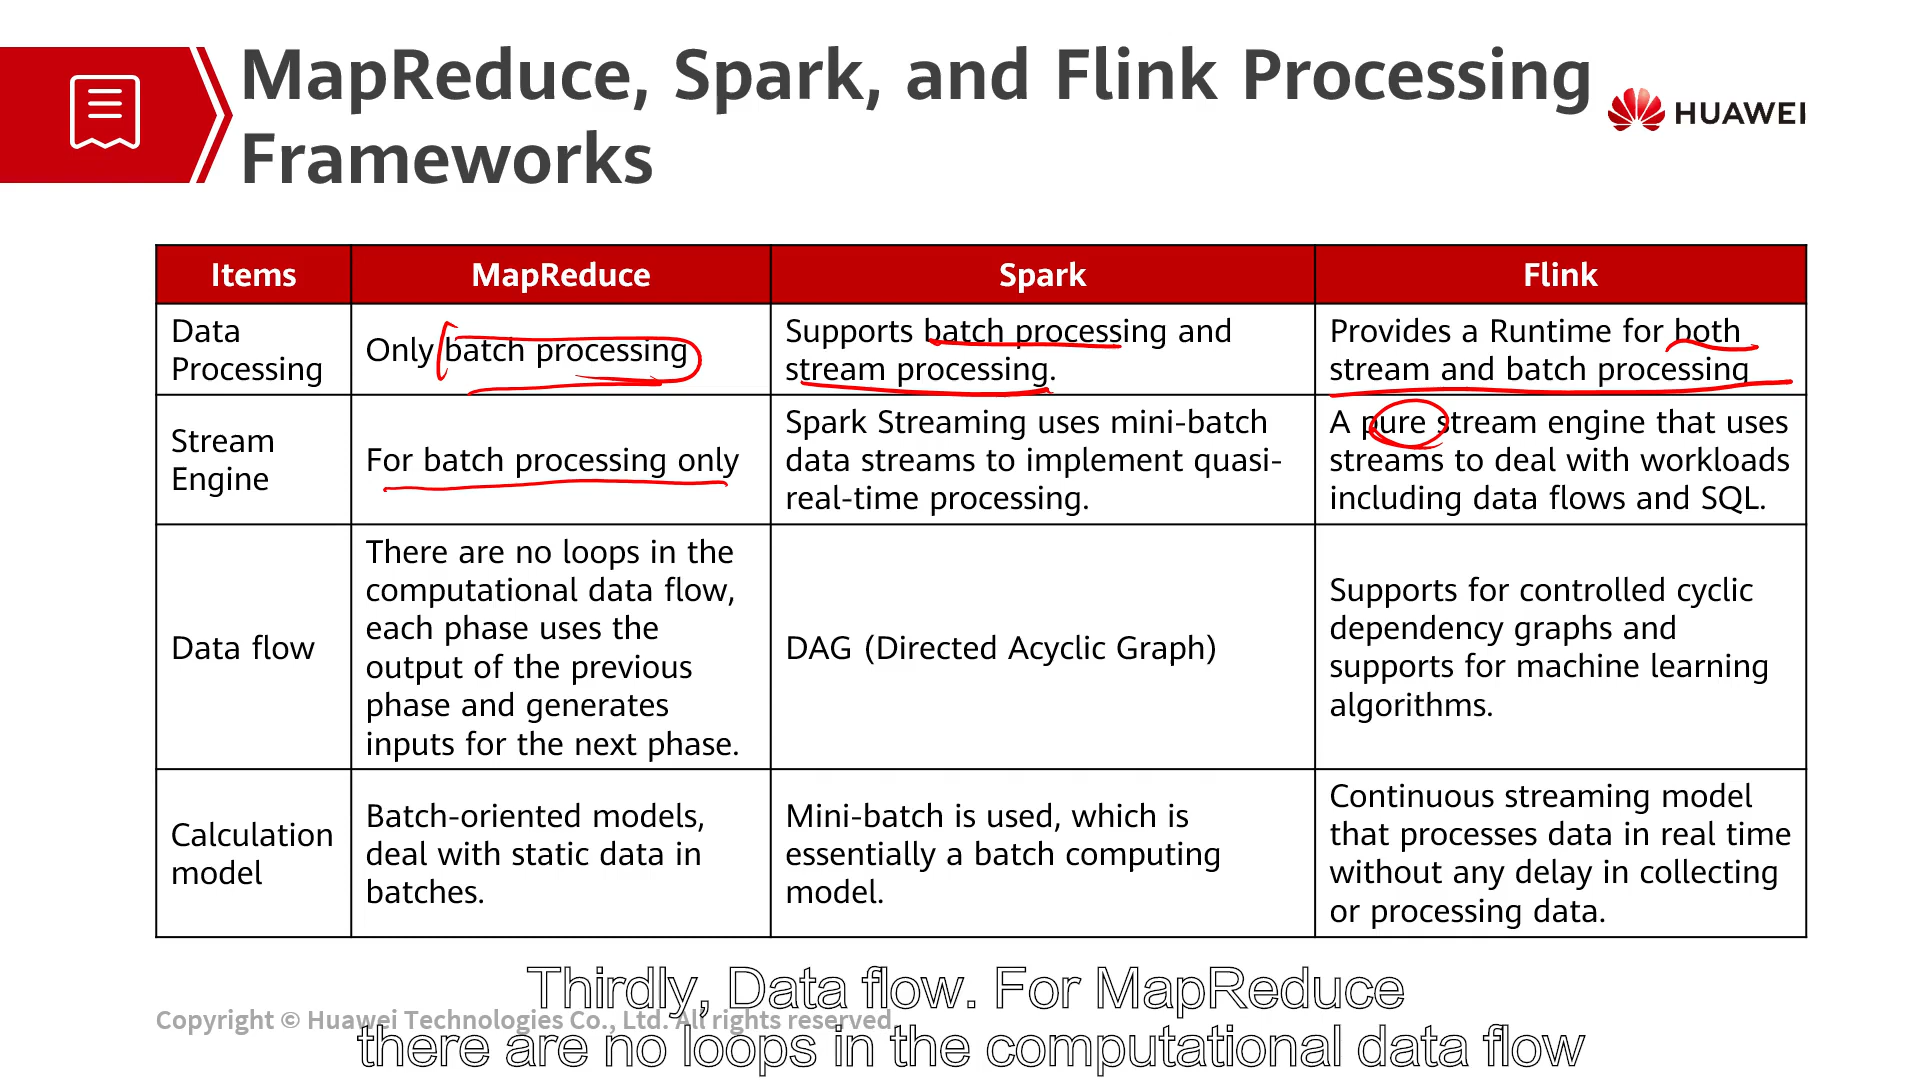 MapReduce, Spark, and Flink Processing
Frameworks
HUAWEI
Items
MapReduce
Spark
Flink
Data
Processing
Only batch processing
Supports batch processing and
stream processing.
Provides a Runtime for both
stream and batch processing
Stream
Engine
For batch processing only
Spark Streaming uses mini-batch
data streams to implement quasi-
real-time processing.
A pure stream engine that uses
streams to deal with workloads
including data flows and SQL.
Data flow
There are no loops in the
computational data flow,
each phase uses the
output of the previous
phase and generates
inputs for the next phase.
DAG (Directed Acyclic Graph)
Supports for controlled cyclic
dependency graphs and
supports for machine learning
algorithms.
Calculation
model
Batch-oriented models,
deal with static data in
batches.
Mini-batch is used, which is
essentially a batch computing
model.
Continuous streaming model
that processes data in real time
without any delay in collecting
or processing data.
Thirdly, Data flow. For MapReduce
Copyright © Huawei Technologies Co., Ltd. All rights reserved.
there are no loops in the computational data flow